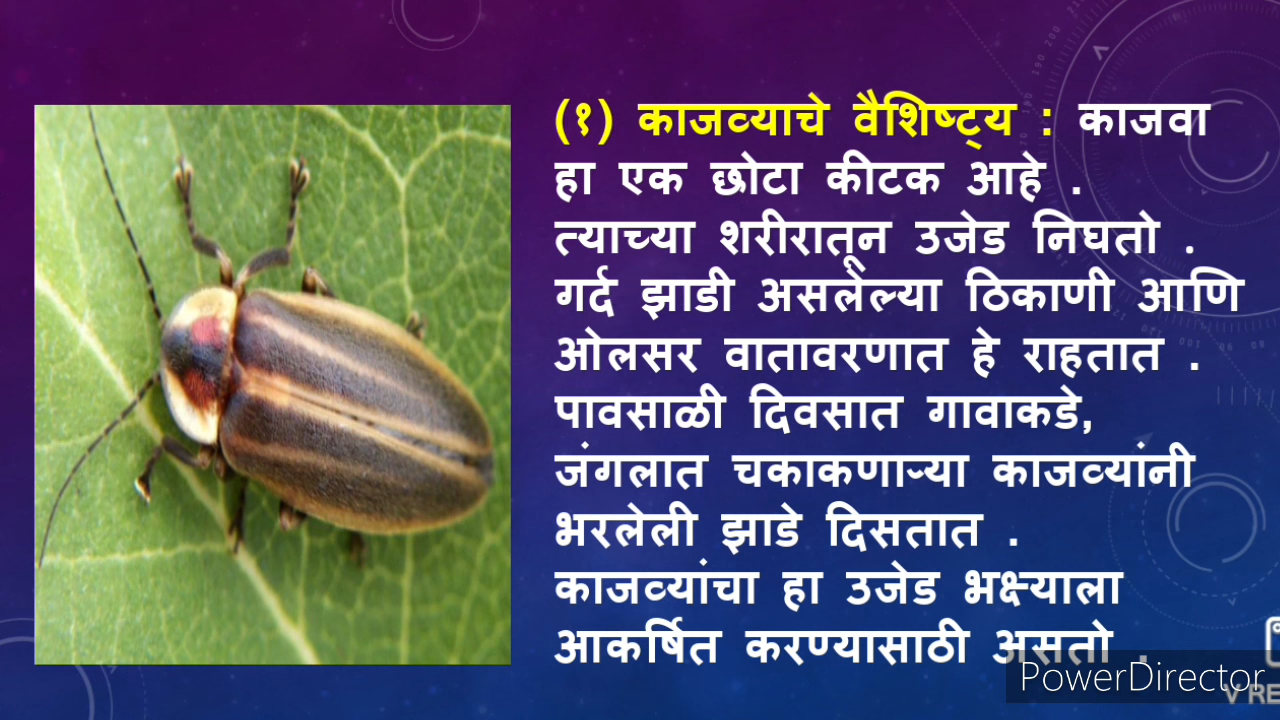 (१) काजव्याचे वैशिष्ट्य : काजवा
हा एक छोटा कीटक आहे .
त्याच्या शरीरातून उजेड निघतो .
गर्द झाडी असलेल्या ठिकाणी आणि
ओलसर वातावरणात हे राहतात .
पावसाळी दिवसात गावाकडे,
जंगलात चकाकणाऱ्या काजव्यांनी
भरलेली झाडे दिसतात .
काजव्यांचा हा उजेड भक्ष्याला
आकर्षित करण्यासाठी असतो .
PowerDirector